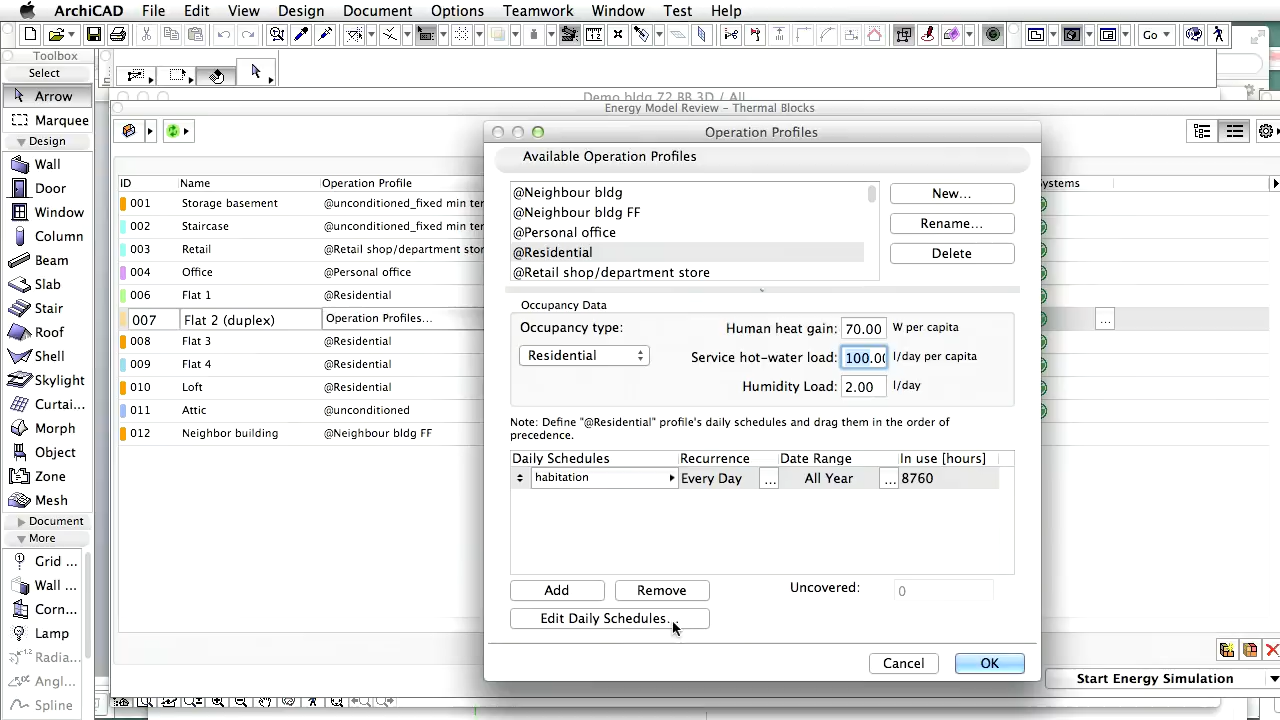 ArchiCAD File Edit View Design Document Options Teamwork Window Test Help
Go
Toolbox
Select
Arrow
Marquee
Design
Wall
Door
Window
Column
Beam
Slab
Stair
Roof
Shell
Skylight
Curtai...
Morph
Object
Zone
Mesh
Document
More
Grid ...
Wall ...
Corn...
Lamp
Radia...
Angl...
Spline
Demo bldg 72 BB 3D / All
Energy Model Review - Thermal Blocks
ID Name Operation Profile
001 Storage basement @unconditioned_fixed min ter
002 Staircase @unconditioned_fixed min ter
003 Retail @Retail shop/department stor
004 Office @Personal office
006 Flat 1 @Residential
007 Flat 2 (duplex) Operation Profiles...
008 Flat 3 @Residential
009 Flat 4 @Residential
010 Loft @Residential
011 Attic @unconditioned
012 Neighbor building @Neighbour bldg FF
Systems
...
Operation Profiles
Available Operation Profiles
@Neighbour bldg
@Neighbour bldg FF
@Personal office
@Residential
@Retail shop/department store
New...
Rename...
Delete
Occupancy Data
Occupancy type:
Residential
Human heat gain: 70.00 W per capita
Service hot-water load: 100.00 l/day per capita
Humidity Load: 2.00 l/day
Note: Define "@Residential" profile's daily schedules and drag them in the order of
precedence.
Daily Schedules Recurrence Date Range In use [hours]
habitation Every Day ... All Year ... 8760
Add Remove Uncovered: 0
Edit Daily Schedules...
Cancel OK
Start Energy Simulation